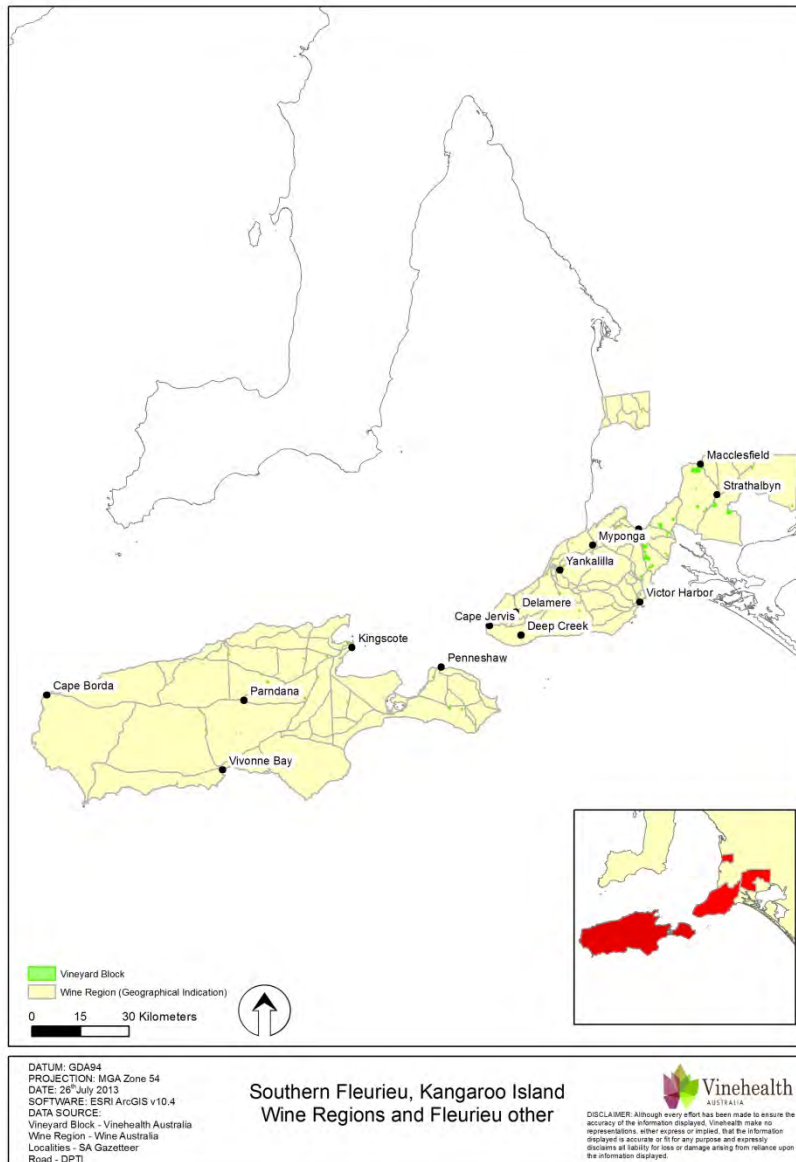 Macclesfield
Strathalbyn
Myponga
Yankalilla
Victor Harbor
Delamere
Cape Jervis
Deep Creek
Kingscote
Penneshaw
Cape Borda
Parndana
Vivonne Bay
Vineyard Block
Wine Region (Geographical Indication)
0 15 30 Kilometers
DATUM: GDA94
PROJECTION: MGA Zone 54
DATE: 26th July 2013
SOFTWARE: ESRI ArcGIS v10.4
DATA SOURCE:
Vineyard Block - Vinehealth Australia
Wine Region - Wine Australia
Localities - SA Gazetteer
Road - DPTI
Southern Fleurieu, Kangaroo Island
Wine Regions and Fleurieu other
Vinehealth
AUSTRALIA
DISCLAIMER: Although every effort has been made to ensure the
accuracy of the information displayed, Vinehealth make no
representations, either express or implied, that the information
displayed is accurate or fit for any purpose and expressly
disclaims all liability for loss or damage arising from reliance upon
the information displayed.